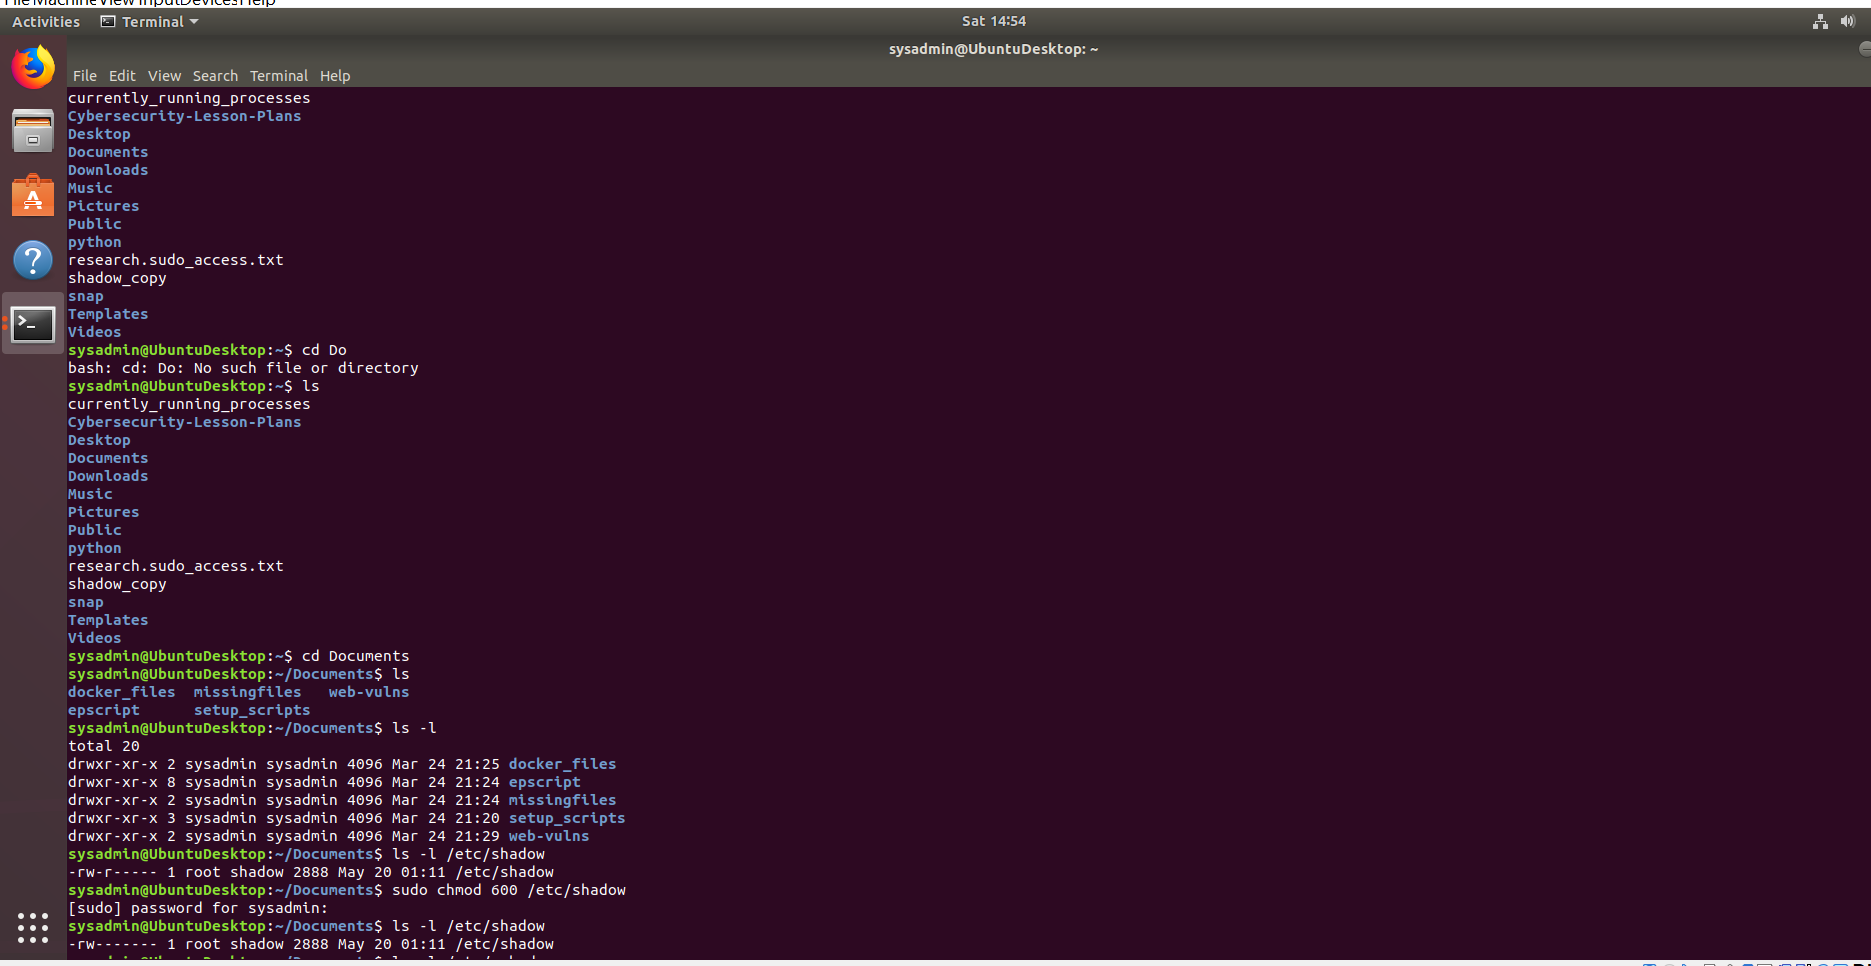 File Machine View Input Devices Help
Activities Terminal Sat 14:54
sysadmin@UbuntuDesktop: ~
File Edit View Search Terminal Help
currently_running_processes
Cybersecurity-Lesson-Plans
Desktop
Documents
Downloads
Music
Pictures
Public
python
research.sudo_access.txt
shadow_copy
snap
Templates
Videos
sysadmin@UbuntuDesktop:~$ cd Do
bash: cd: Do: No such file or directory
sysadmin@UbuntuDesktop:~$ ls
currently_running_processes
Cybersecurity-Lesson-Plans
Desktop
Documents
Downloads
Music
Pictures
Public
python
research.sudo_access.txt
shadow_copy
snap
Templates
Videos
sysadmin@UbuntuDesktop:~$ cd Documents
sysadmin@UbuntuDesktop:~/Documents$ ls
docker_files missingfiles web-vulns
epscript setup_scripts
sysadmin@UbuntuDesktop:~/Documents$ ls -l
total 20
drwxr-xr-x 2 sysadmin sysadmin 4096 Mar 24 21:25 docker_files
drwxr-xr-x 8 sysadmin sysadmin 4096 Mar 24 21:24 epscript
drwxr-xr-x 2 sysadmin sysadmin 4096 Mar 24 21:24 missingfiles
drwxr-xr-x 3 sysadmin sysadmin 4096 Mar 24 21:20 setup_scripts
drwxr-xr-x 2 sysadmin sysadmin 4096 Mar 24 21:29 web-vulns
sysadmin@UbuntuDesktop:~/Documents$ ls -l /etc/shadow
-rw-r----- 1 root shadow 2888 May 20 01:11 /etc/shadow
sysadmin@UbuntuDesktop:~/Documents$ sudo chmod 600 /etc/shadow
[sudo] password for sysadmin:
sysadmin@UbuntuDesktop:~/Documents$ ls -l /etc/shadow
-rw------- 1 root shadow 2888 May 20 01:11 /etc/shadow